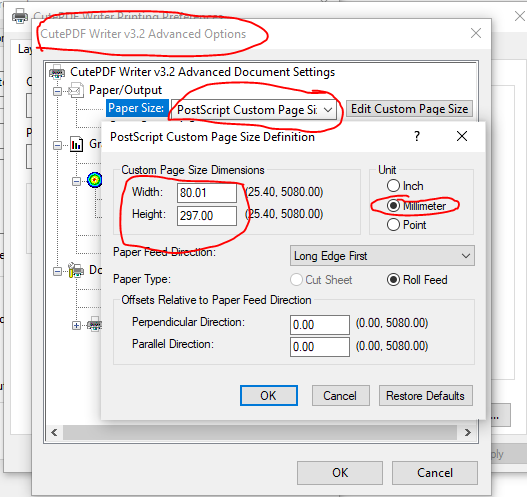 CutePDF Writer Printing Preferences
CutePDF Writer v3.2 Advanced Options
CutePDF Writer v3.2 Advanced Document Settings
Paper/Output
Paper Size: PostScript Custom Page Siz Edit Custom Page Size
PostScript Custom Page Size Definition
Custom Page Size Dimensions
Width: 80.01 (25.40, 5080.00)
Height: 297.00 (25.40, 5080.00)
Unit
Inch
Millimeter
Point
Paper Feed Direction: Long Edge First
Paper Type: Cut Sheet Roll Feed
Offsets Relative to Paper Feed Direction
Perpendicular Direction: 0.00 (0.00, 5080.00)
Parallel Direction: 0.00 (0.00, 5080.00)
OK Cancel Restore Defaults
OK Cancel